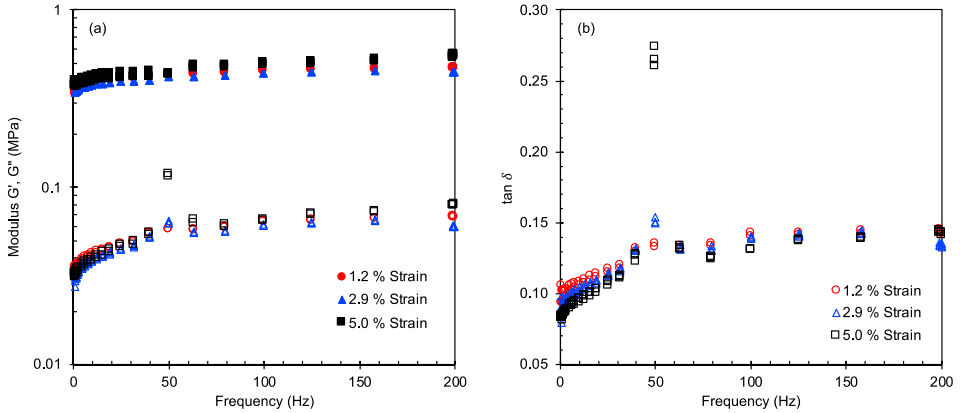 (a)
1
0.1
0.01
Modulus G', G" (MPa)
1.2 % Strain
2.9 % Strain
5.0 % Strain
0
50
100
150
200
Frequency (Hz)
(b)
0.30
0.25
0.20
0.15
0.10
0.05
tan δ
1.2 % Strain
2.9 % Strain
5.0 % Strain
0
50
100
150
200
Frequency (Hz)